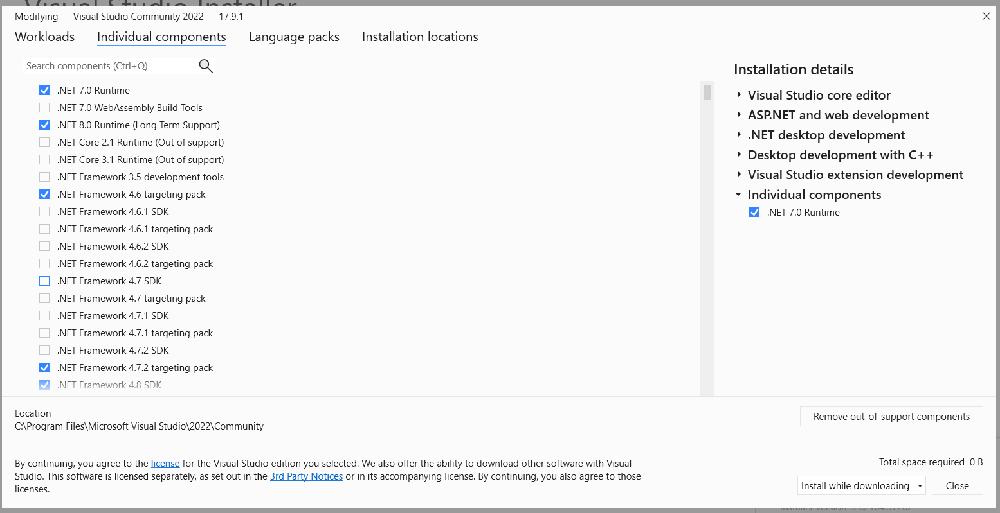 Visual Studio Installer
Modifying — Visual Studio Community 2022 — 17.9.1
Workloads Individual components Language packs Installation locations
Search components (Ctrl+Q)
.NET 7.0 Runtime
.NET 7.0 WebAssembly Build Tools
.NET 8.0 Runtime (Long Term Support)
.NET Core 2.1 Runtime (Out of support)
.NET Core 3.1 Runtime (Out of support)
.NET Framework 3.5 development tools
.NET Framework 4.6 targeting pack
.NET Framework 4.6.1 SDK
.NET Framework 4.6.1 targeting pack
.NET Framework 4.6.2 SDK
.NET Framework 4.6.2 targeting pack
.NET Framework 4.7 SDK
.NET Framework 4.7 targeting pack
.NET Framework 4.7.1 SDK
.NET Framework 4.7.1 targeting pack
.NET Framework 4.7.2 SDK
.NET Framework 4.7.2 targeting pack
.NET Framework 4.8 SDK
Installation details
Visual Studio core editor
ASP.NET and web development
.NET desktop development
Desktop development with C++
Visual Studio extension development
Individual components
.NET 7.0 Runtime
Location
C:\Program Files\Microsoft Visual Studio\2022\Community
Remove out-of-support components
By continuing, you agree to the license for the Visual Studio edition you selected. We also offer the ability to download other software with Visual
Studio. This software is licensed separately, as set out in the 3rd Party Notices or in its accompanying license. By continuing, you also agree to those
licenses.
Total space required 0 B
Install while downloading
Close